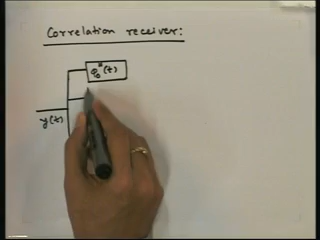 Correlation receiver:
φ₀*(t)
y(t)